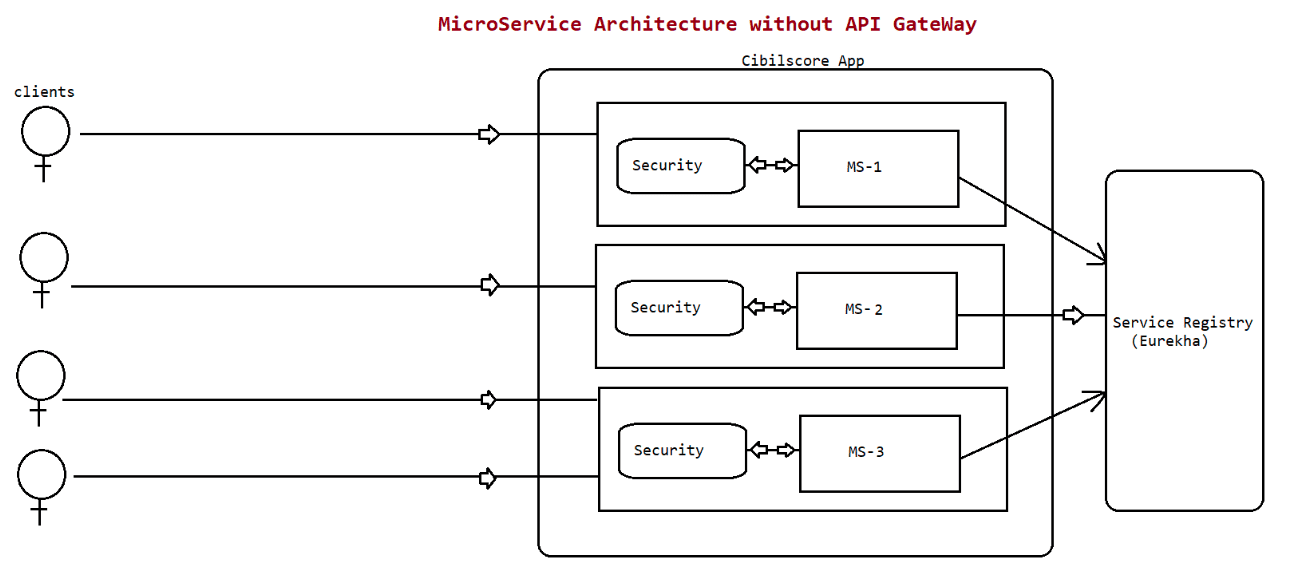 MicroService Architecture without API GateWay
Cibilscore App
clients
Security
MS-1
Security
MS-2
Security
MS-3
Service Registry
(Eurekha)